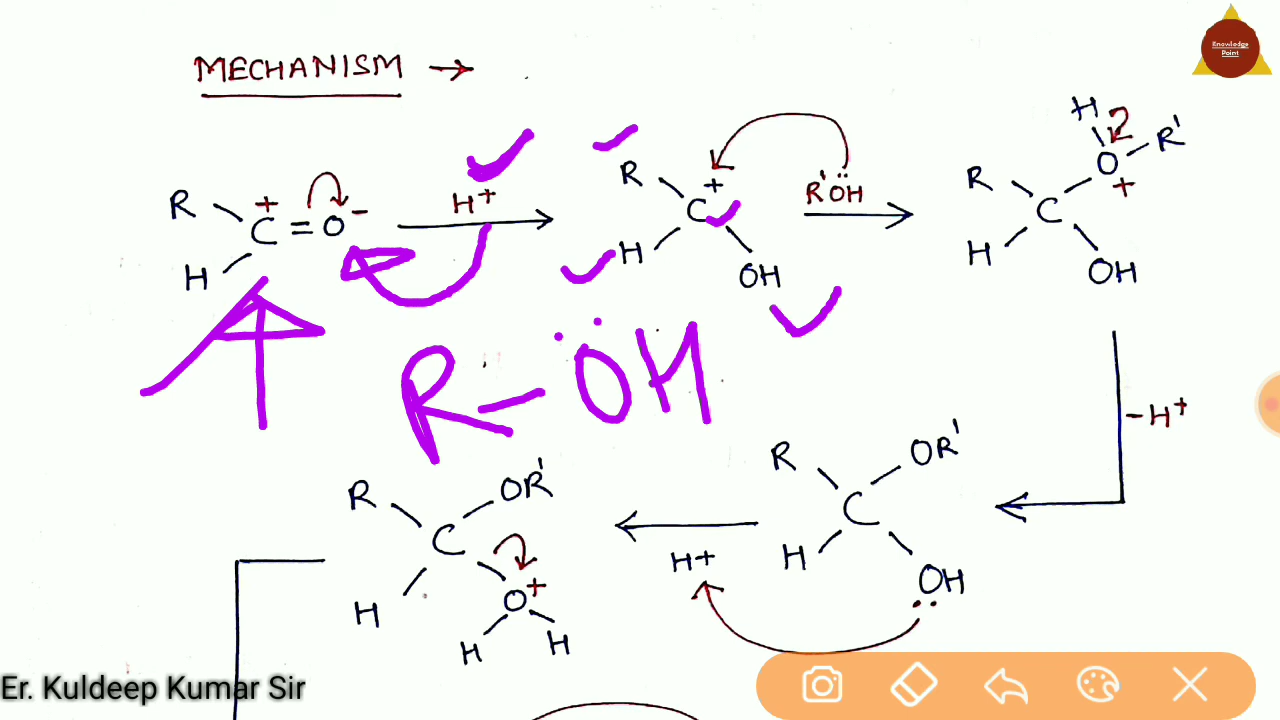 MECHANISM →
Knowledge
Point
R
H
C + = O −
H+
R
H
C +
OH
R'ÖH
R
H
C
H
O +
R'
OH
R-ÖH
-H+
R
H
C
OR'
OH
H+
R
H
C
OR'
O +
H
H
Er. Kuldeep Kumar Sir